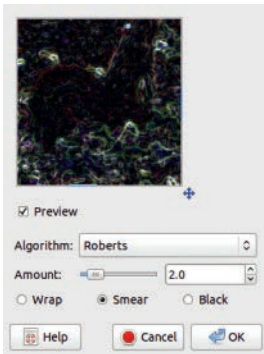 Preview
Algorithm: Roberts
Amount: 2.0
Wrap Smear Black
Help Cancel OK